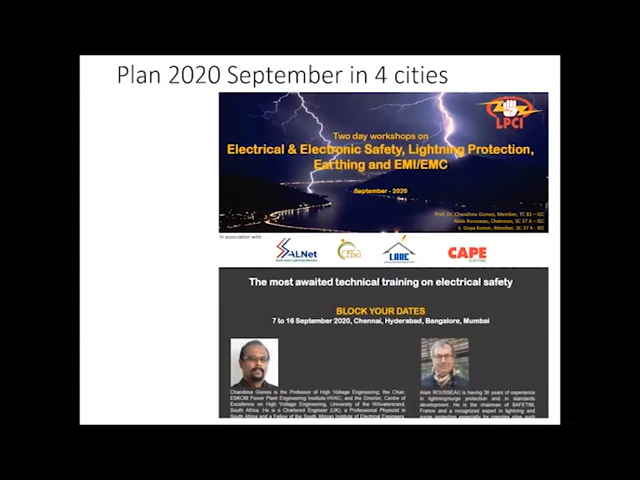 Plan 2020 September in 4 cities
LPCI
Two day workshops on
Electrical & Electronic Safety, Lightning Protection,
Earthing and EMI/EMC
September - 2020
Prof. Dr. Chandima Gomes, Member, TC 81 – IEC
Alain Rousseau, Chairman, SC 37 A – IEC
S. Gopa Kumar, Member, SC 37 A – IEC
In association with
SALNet
LARC
CAPE
ELECTRIC
The most awaited technical training on electrical safety
BLOCK YOUR DATES
7 to 16 September 2020, Chennai, Hyderabad, Bangalore, Mumbai
Chandima Gomes is the Professor of High Voltage Engineering; the Chair,
ESKOM Power Plant Engineering Institute-HVAC; and the Director, Centre of
Excellence on High Voltage Engineering, University of the Witwatersrand,
South Africa. He is a Chartered Engineer (UK), a Professional Physicist in
South Africa and a Fellow of the South African Institute of Electrical Engineers
Alain ROUSSEAU is having 36 years of experience
in lightning/surge protection and in standards
development. He is the chairman of SAFETIM,
France and a recognized expert in lightning and
surge protection especially for complex sites such